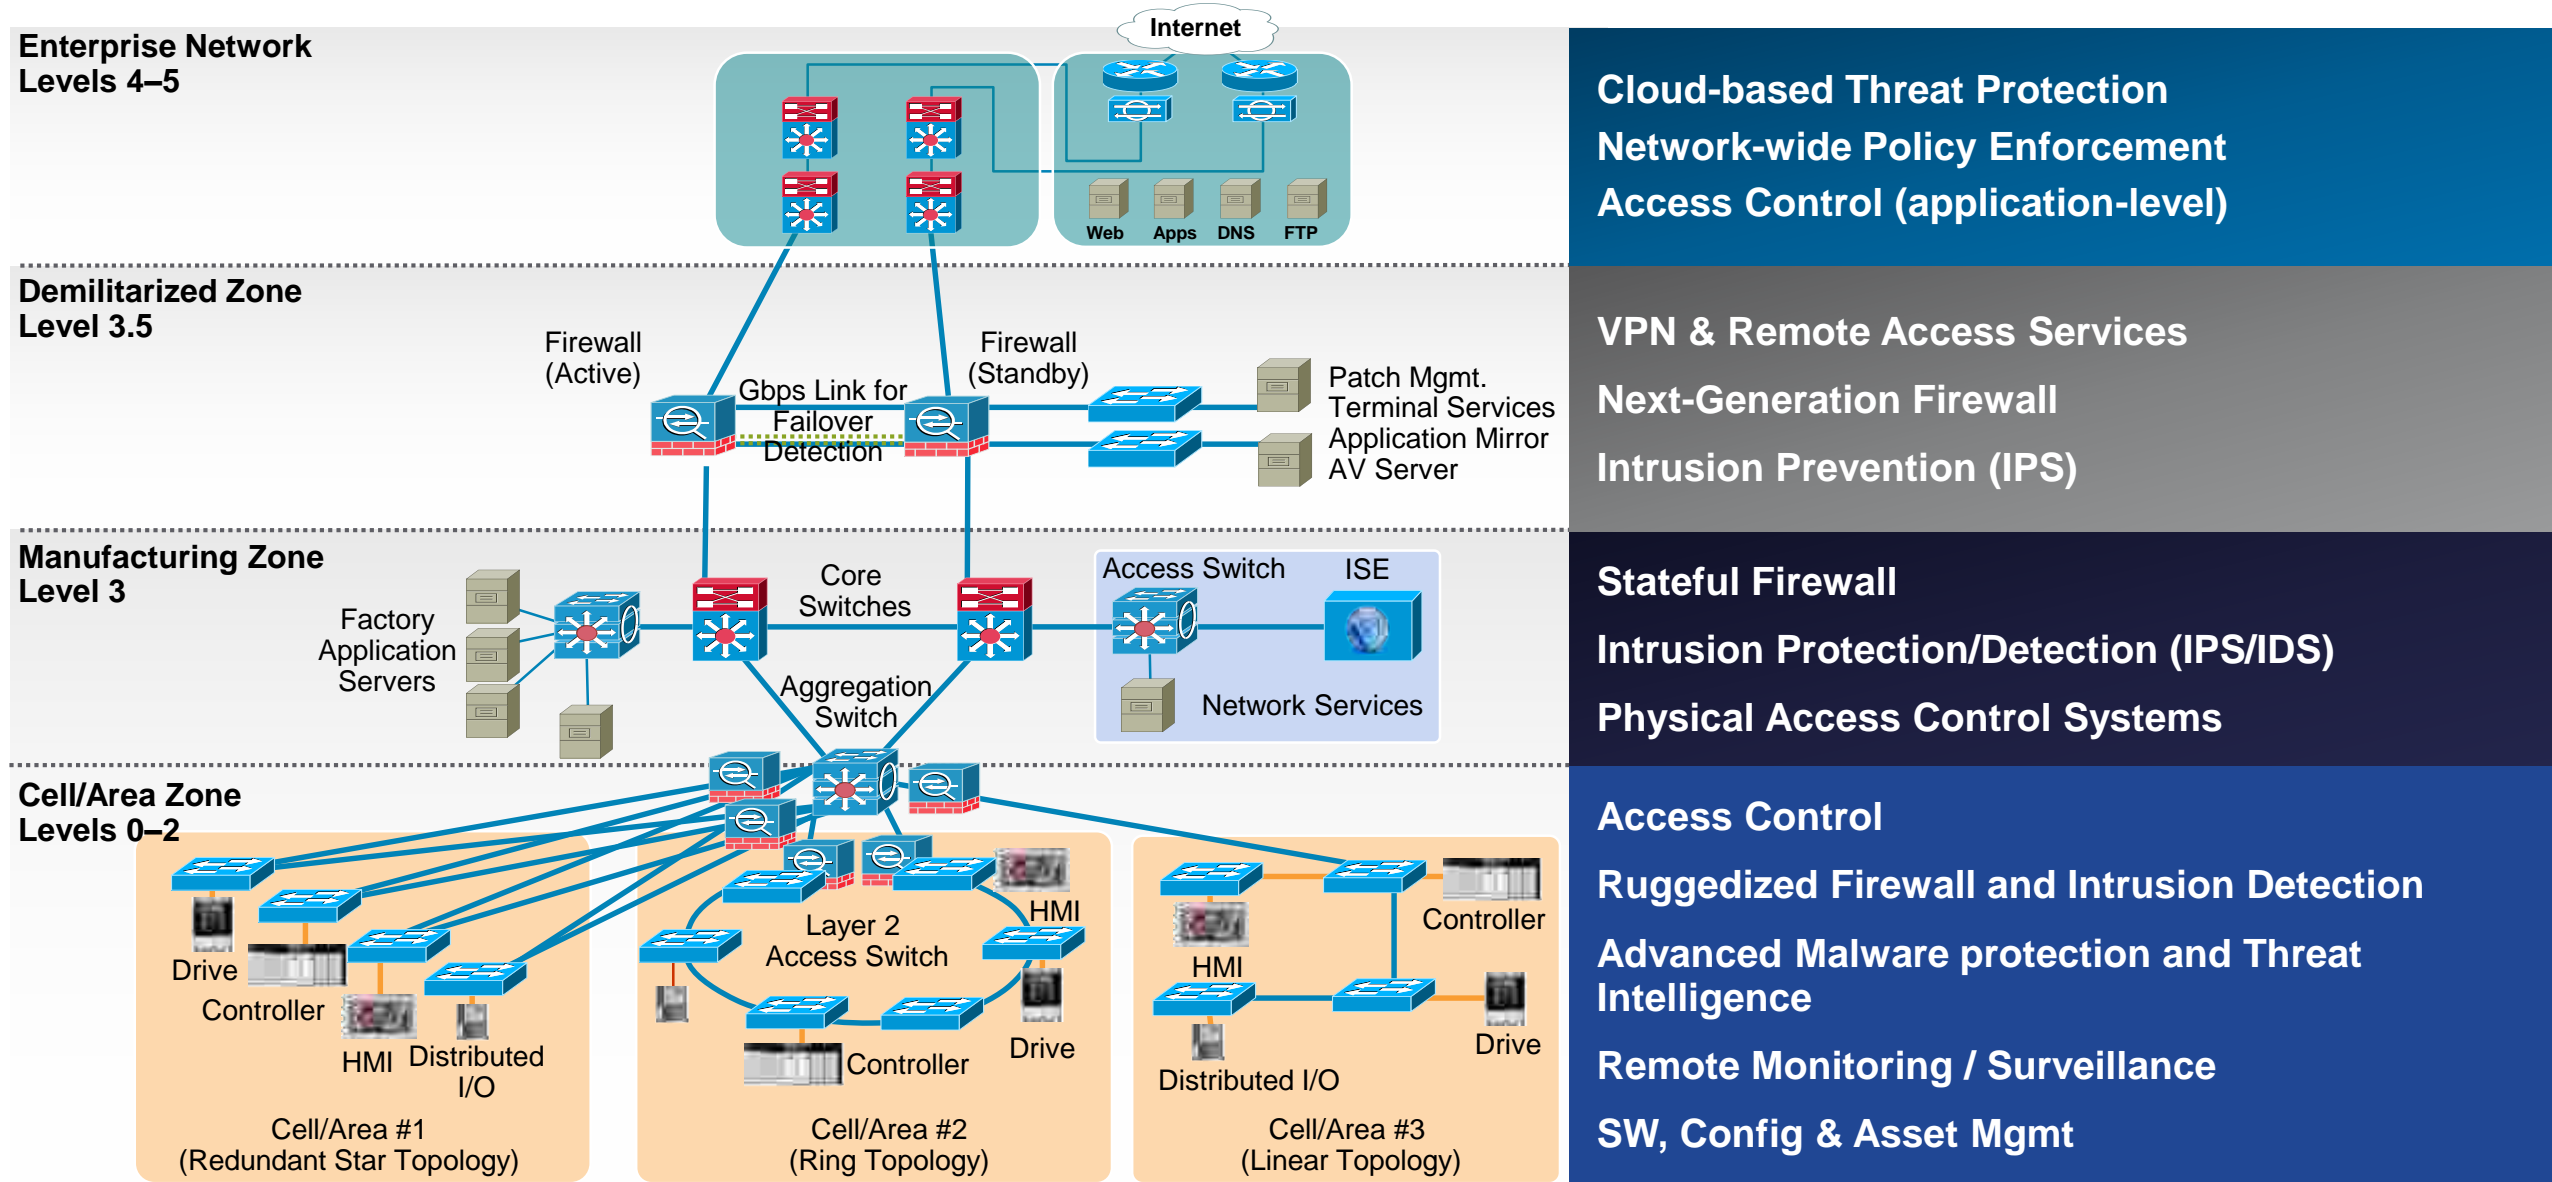 Internet
Enterprise Network
Levels 4–5
Web
Apps
DNS
FTP
Cloud-based Threat Protection
Network-wide Policy Enforcement
Access Control (application-level)
Demilitarized Zone
Level 3.5
Firewall
(Active)
Gbps Link for
Failover
Detection
Firewall
(Standby)
Patch Mgmt.
Terminal Services
Application Mirror
AV Server
VPN & Remote Access Services
Next-Generation Firewall
Intrusion Prevention (IPS)
Manufacturing Zone
Level 3
Factory
Application
Servers
Core
Switches
Aggregation
Switch
Access Switch
ISE
Network Services
Stateful Firewall
Intrusion Protection/Detection (IPS/IDS)
Physical Access Control Systems
Cell/Area Zone
Levels 0–2
Drive
Controller
HMI
Distributed
I/O
Cell/Area #1
(Redundant Star Topology)
Layer 2
Access Switch
HMI
Drive
Controller
Cell/Area #2
(Ring Topology)
Controller
HMI
Drive
Distributed I/O
Cell/Area #3
(Linear Topology)
Access Control
Ruggedized Firewall and Intrusion Detection
Advanced Malware protection and Threat
Intelligence
Remote Monitoring / Surveillance
SW, Config & Asset Mgmt